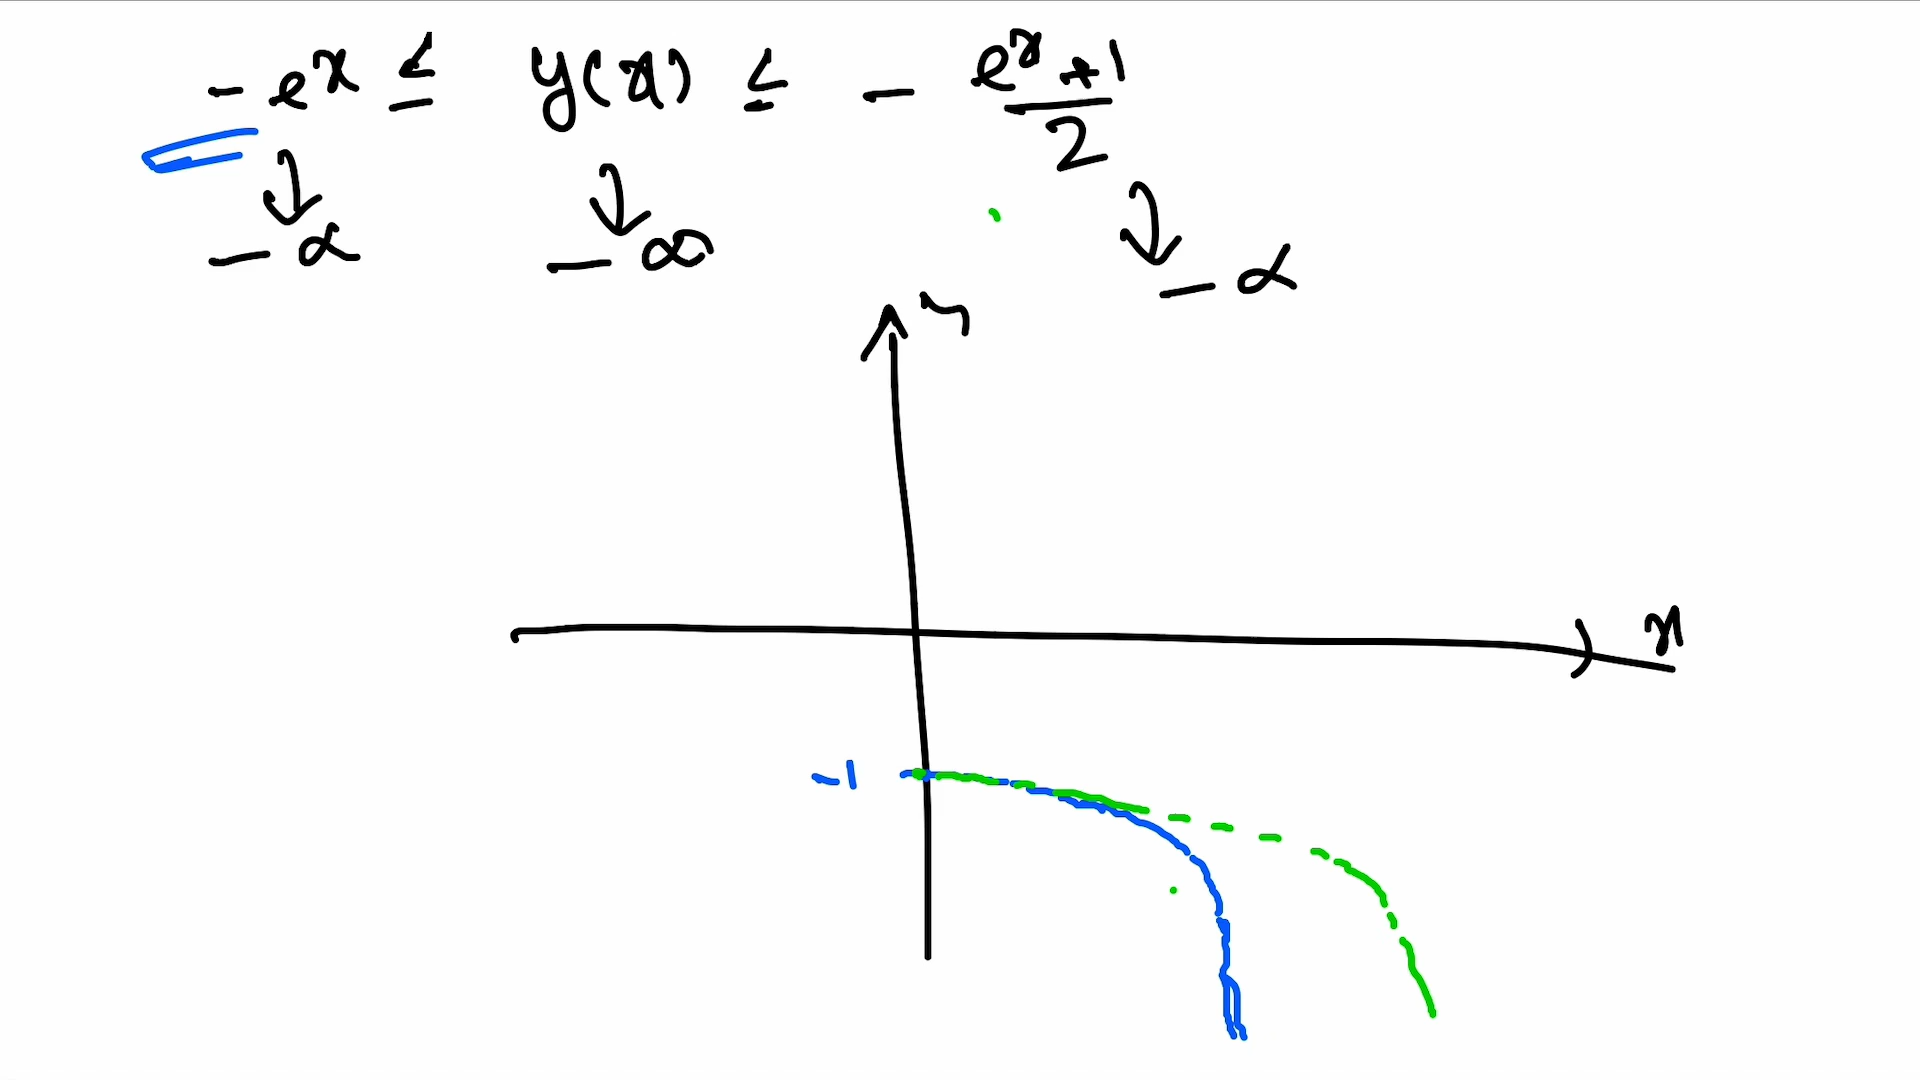 -e^x ≤ y(x) ≤ - (e^x+1)/2
↓ ↓ ↓
-∝ -∞ -∝
y
x
-1